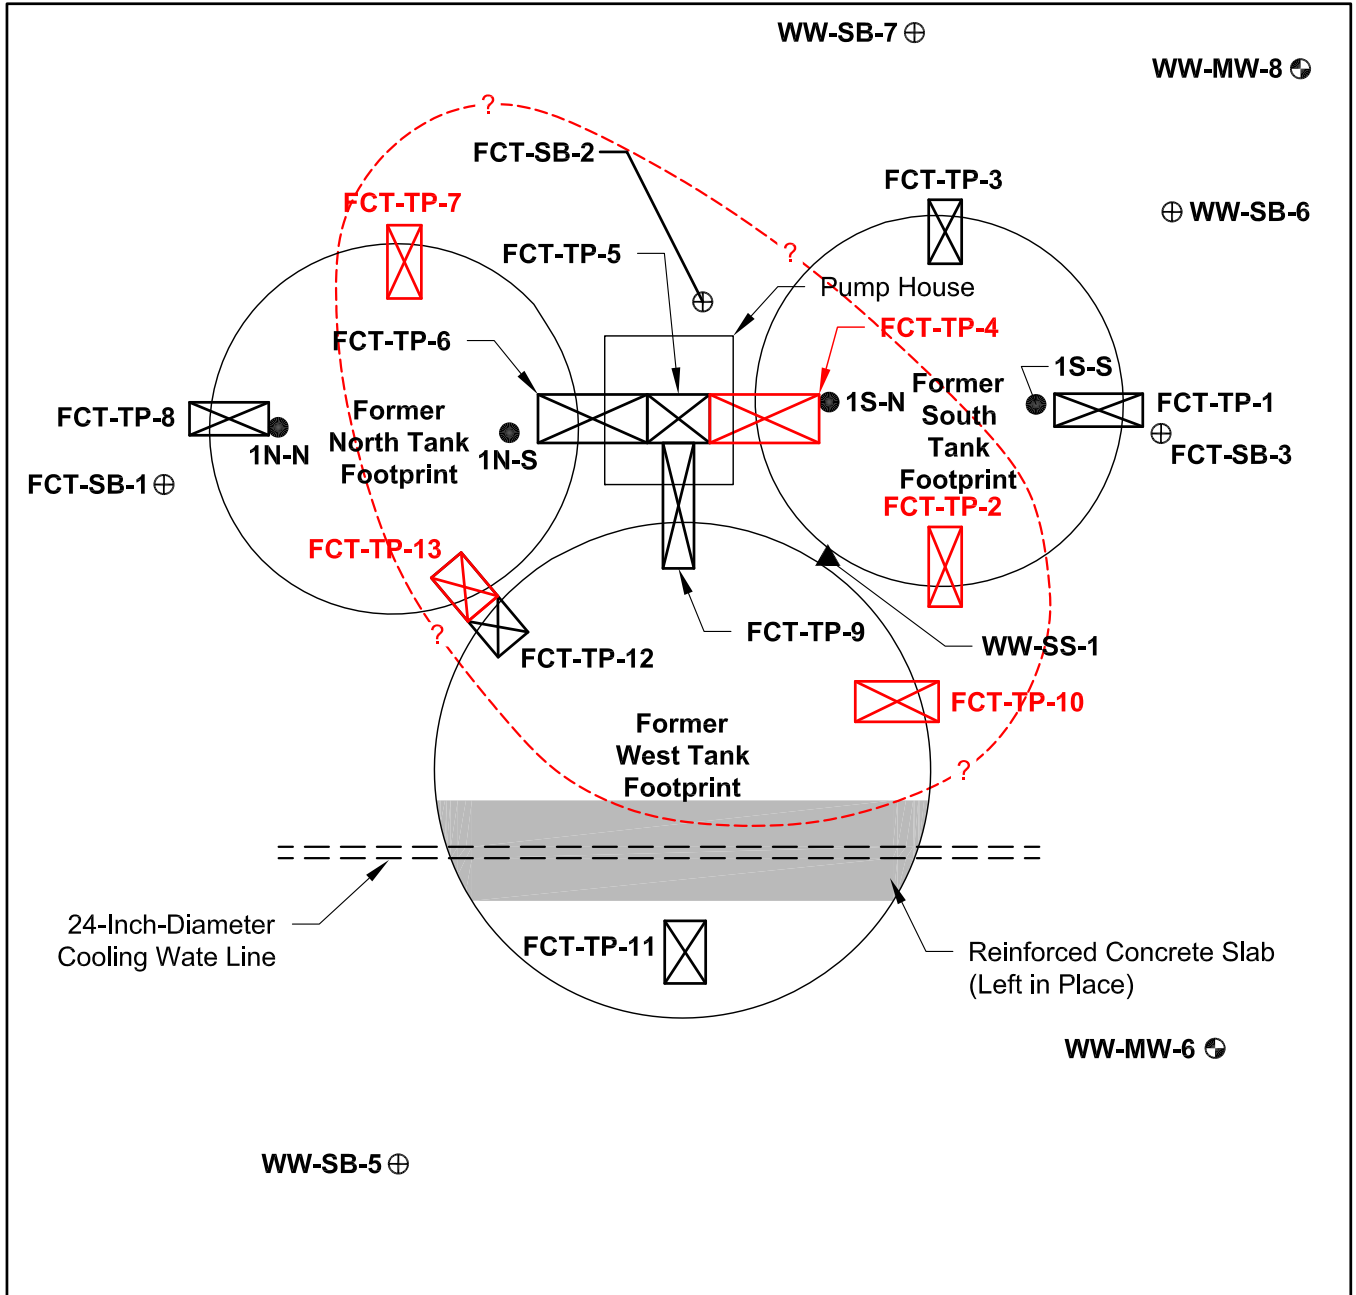 WW-SB-7
WW-MW-8
?
FCT-SB-2
FCT-TP-3
FCT-TP-7
WW-SB-6
FCT-TP-5
?
Pump House
FCT-TP-6
FCT-TP-4
1S-S
FCT-TP-8
Former
North Tank
Footprint
1N-N
1N-S
1S-N
Former
South
Tank
Footprint
FCT-TP-1
FCT-SB-3
FCT-SB-1
FCT-TP-2
FCT-TP-13
?
FCT-TP-9
WW-SS-1
FCT-TP-12
FCT-TP-10
Former
West Tank
Footprint
?
24-Inch-Diameter
Cooling Wate Line
FCT-TP-11
Reinforced Concrete Slab
(Left in Place)
WW-MW-6
WW-SB-5